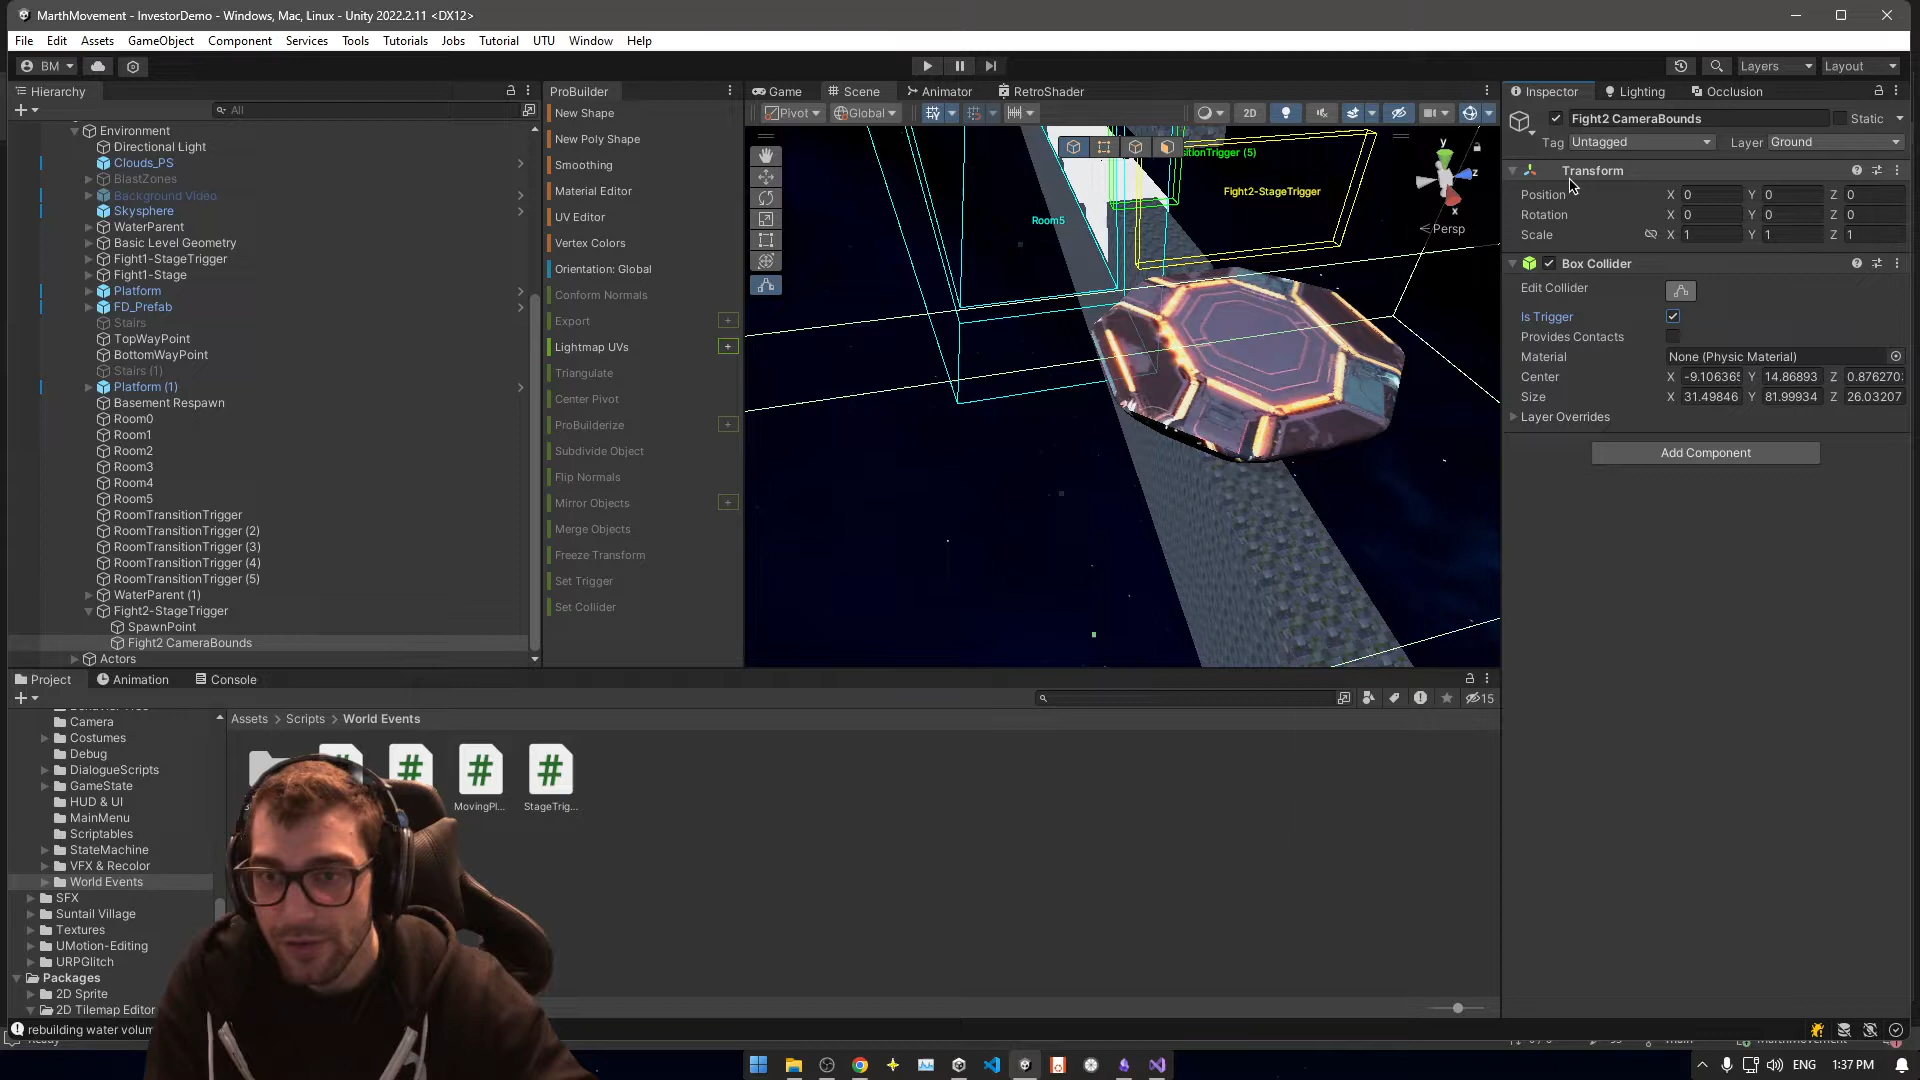 MarthMovement - InvestorDemo - Windows, Mac, Linux - Unity 2022.2.11 <DX12>
File Edit Assets GameObject Component Services Tools Tutorials Jobs Tutorial UTU Window Help
BM
Layers
Layout
Hierarchy
All
Environment
Directional Light
Clouds_PS
BlastZones
Background Video
Skysphere
WaterParent
Basic Level Geometry
Fight1-StageTrigger
Fight1-Stage
Platform
FD_Prefab
Stairs
TopWayPoint
BottomWayPoint
Stairs (1)
Platform (1)
Basement Respawn
Room0
Room1
Room2
Room3
Room4
Room5
RoomTransitionTrigger
RoomTransitionTrigger (2)
RoomTransitionTrigger (3)
RoomTransitionTrigger (4)
RoomTransitionTrigger (5)
WaterParent (1)
Fight2-StageTrigger
SpawnPoint
Fight2 CameraBounds
Actors
ProBuilder
New Shape
New Poly Shape
Smoothing
Material Editor
UV Editor
Vertex Colors
Orientation: Global
Conform Normals
Export
Lightmap UVs
Triangulate
Center Pivot
ProBuilderize
Subdivide Object
Flip Normals
Mirror Objects
Merge Objects
Freeze Transform
Set Trigger
Set Collider
Game Scene Animator RetroShader
Pivot Global
2D
sitionTrigger (5)
Fight2-StageTrigger
Room5
y
z
x
Persp
Inspector Lighting Occlusion
Fight2 CameraBounds Static
Tag Untagged Layer Ground
Transform
Position X 0 Y 0 Z 0
Rotation X 0 Y 0 Z 0
Scale X 1 Y 1 Z 1
Box Collider
Edit Collider
Is Trigger
Provides Contacts
Material None (Physic Material)
Center X -9.106365 Y 14.86893 Z 0.876270
Size X 31.49846 Y 81.99934 Z 26.03207
Layer Overrides
Add Component
Project Animation Console
15
Camera
Costumes
Debug
DialogueScripts
GameState
HUD & UI
MainMenu
Scriptables
StateMachine
VFX & Recolor
World Events
SFX
Suntail Village
Textures
UMotion-Editing
URPGlitch
Packages
2D Sprite
2D Tilemap Editor
Assets > Scripts > World Events
MovingPl...
StageTrig...
rebuilding water volum
ENG 1:37 PM